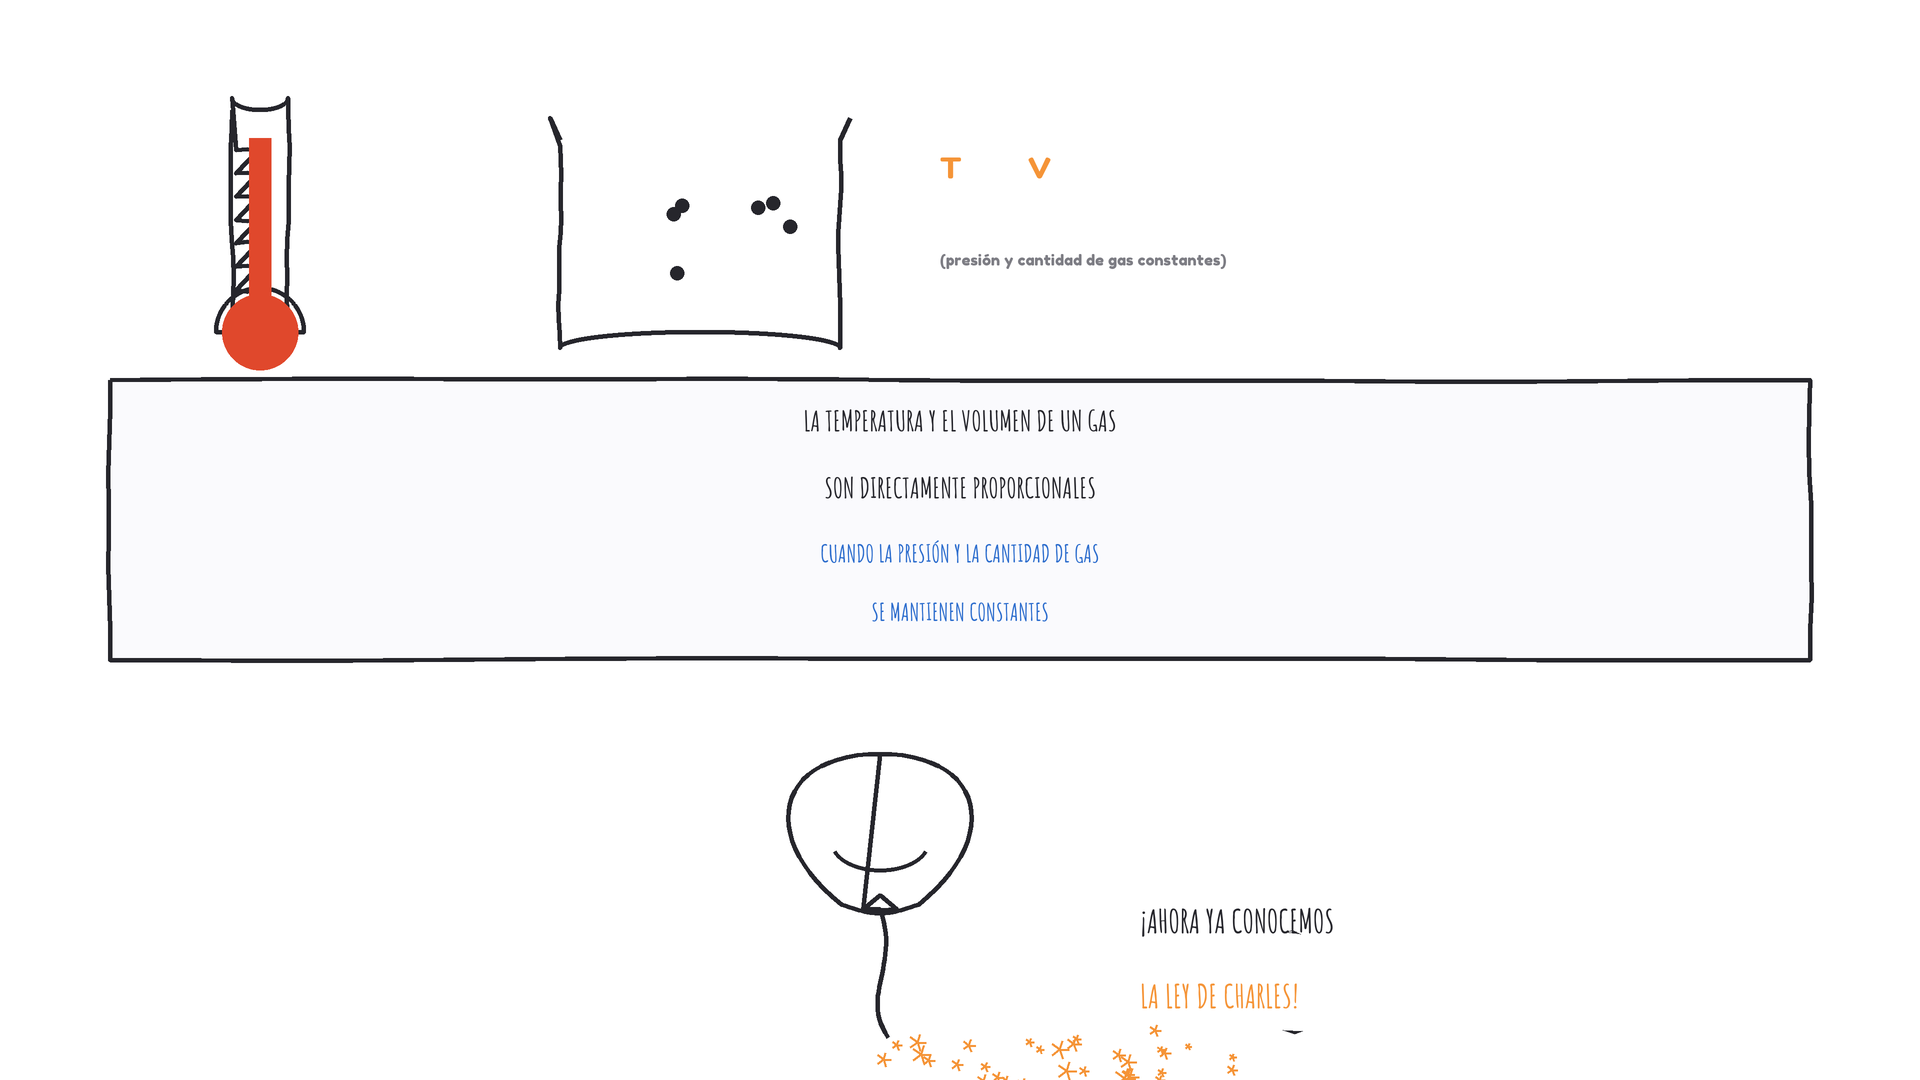 T V
(presión y cantidad de gas constantes)
LA TEMPERATURA Y EL VOLUMEN DE UN GAS
SON DIRECTAMENTE PROPORCIONALES
CUANDO LA PRESIÓN Y LA CANTIDAD DE GAS
SE MANTIENEN CONSTANTES
¡AHORA YA CONOCEMOS
LA LEY DE CHARLES!